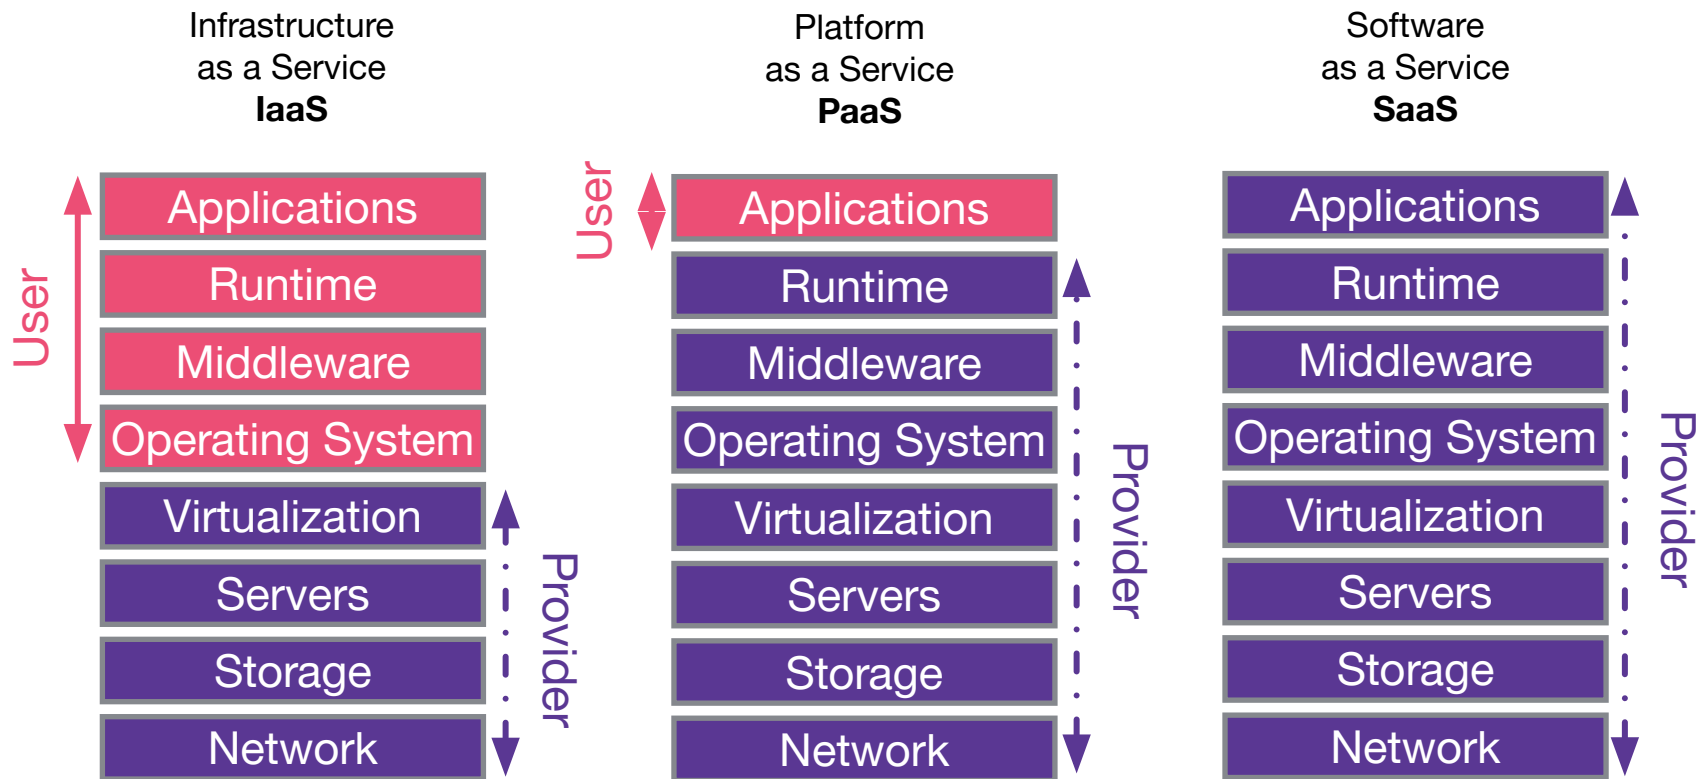 Infrastructure
as a Service
IaaS
User
Applications
Runtime
Middleware
Operating System
Virtualization
Servers
Storage
Network
Provider
Platform
as a Service
PaaS
User
Applications
Runtime
Middleware
Operating System
Virtualization
Servers
Storage
Network
Provider
Software
as a Service
SaaS
Applications
Runtime
Middleware
Operating System
Virtualization
Servers
Storage
Network
Provider